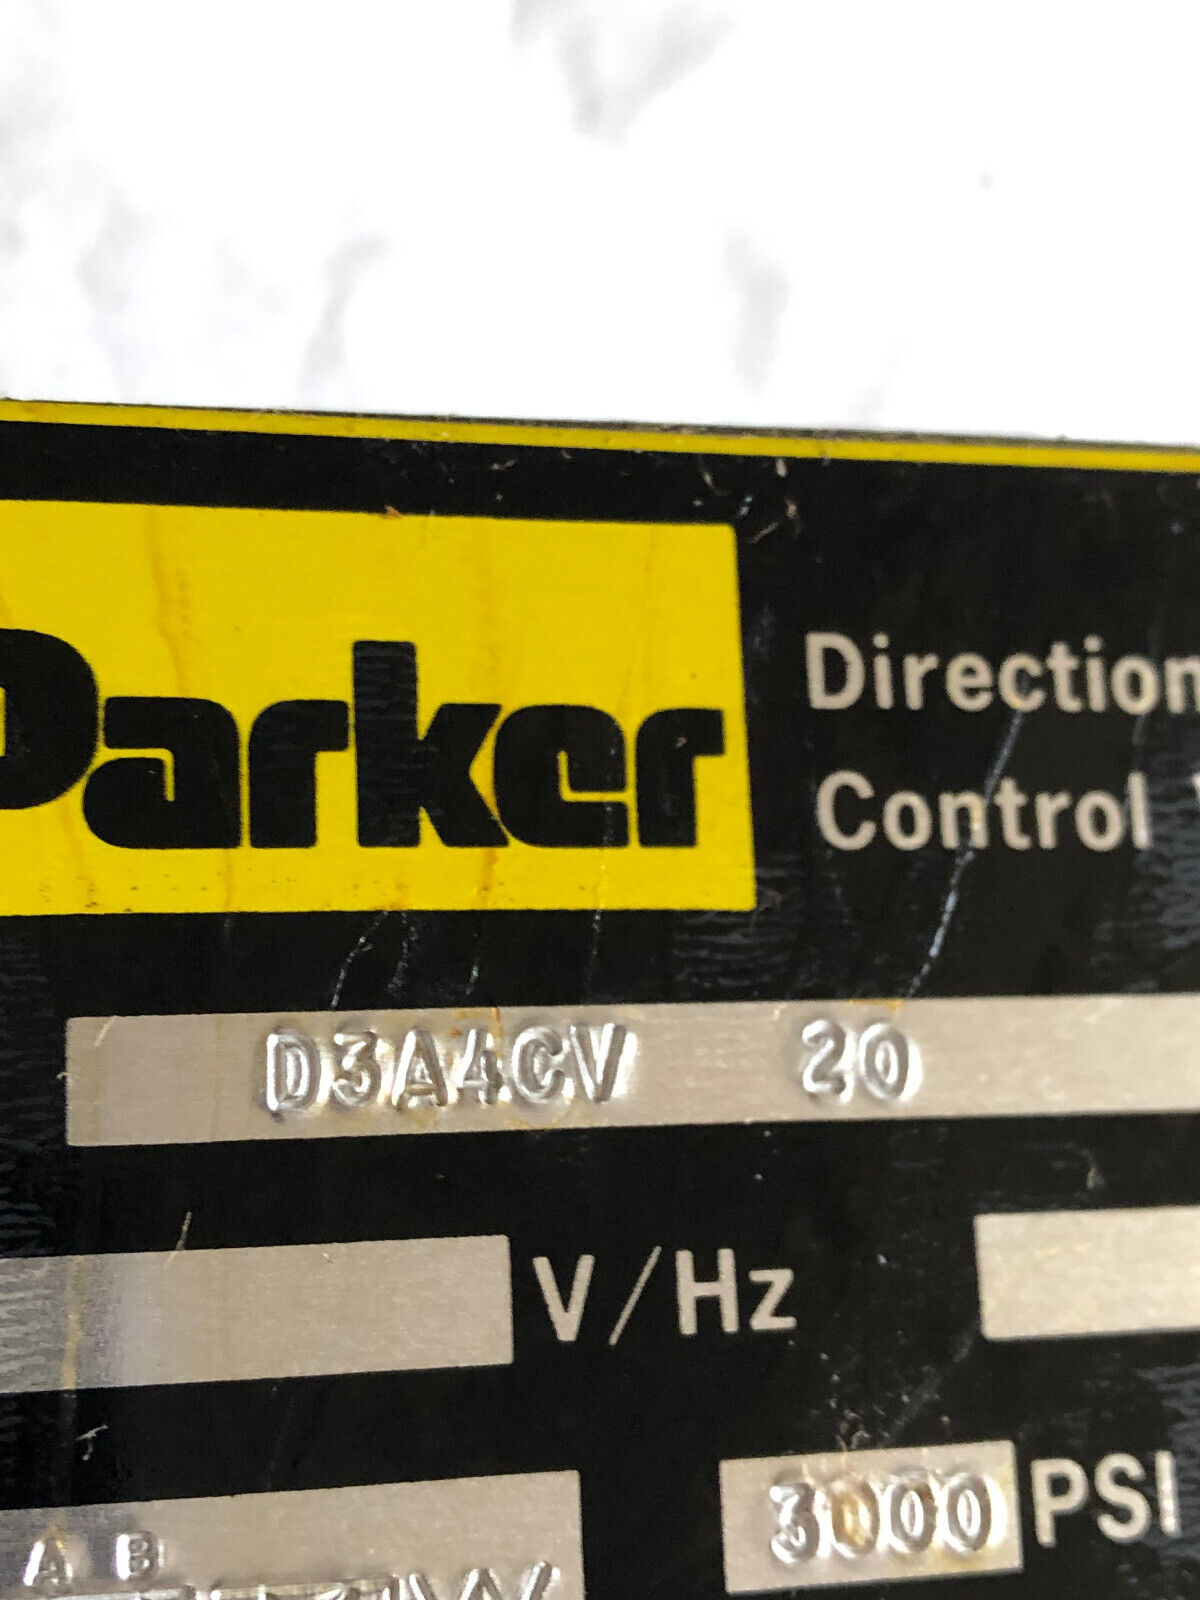 Parker
Direction
Control
D3A4CV 20
V/Hz
3000 PSI
A B